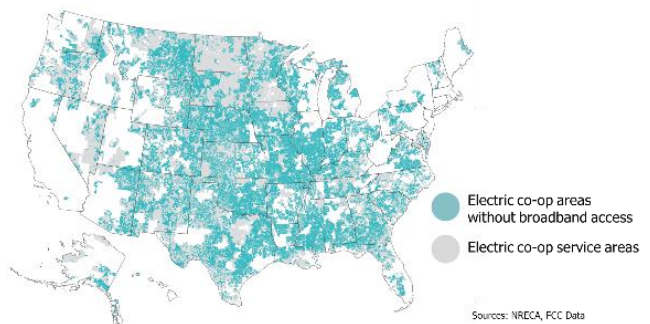 Electric co-op areas
without broadband access
Electric co-op service areas
Sources: NRECA, FCC Data